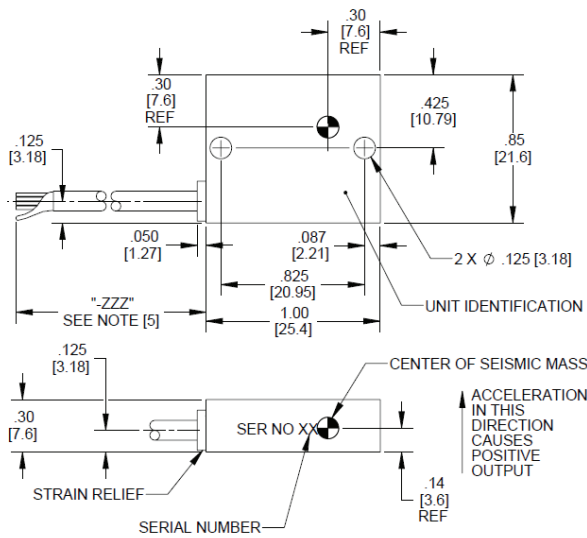 .30
[7.6]
REF
.30
[7.6]
REF
.425
[10.79]
.85
[21.6]
.125
[3.18]
.050
[1.27]
.087
[2.21]
2 X ⌀ .125 [3.18]
.825
[20.95]
UNIT IDENTIFICATION
"-ZZZ"
SEE NOTE [5]
1.00
[25.4]
.125
[3.18]
CENTER OF SEISMIC MASS
.30
[7.6]
SER NO XX
ACCELERATION
IN THIS
DIRECTION
CAUSES
POSITIVE
OUTPUT
.14
[3.6]
REF
STRAIN RELIEF
SERIAL NUMBER